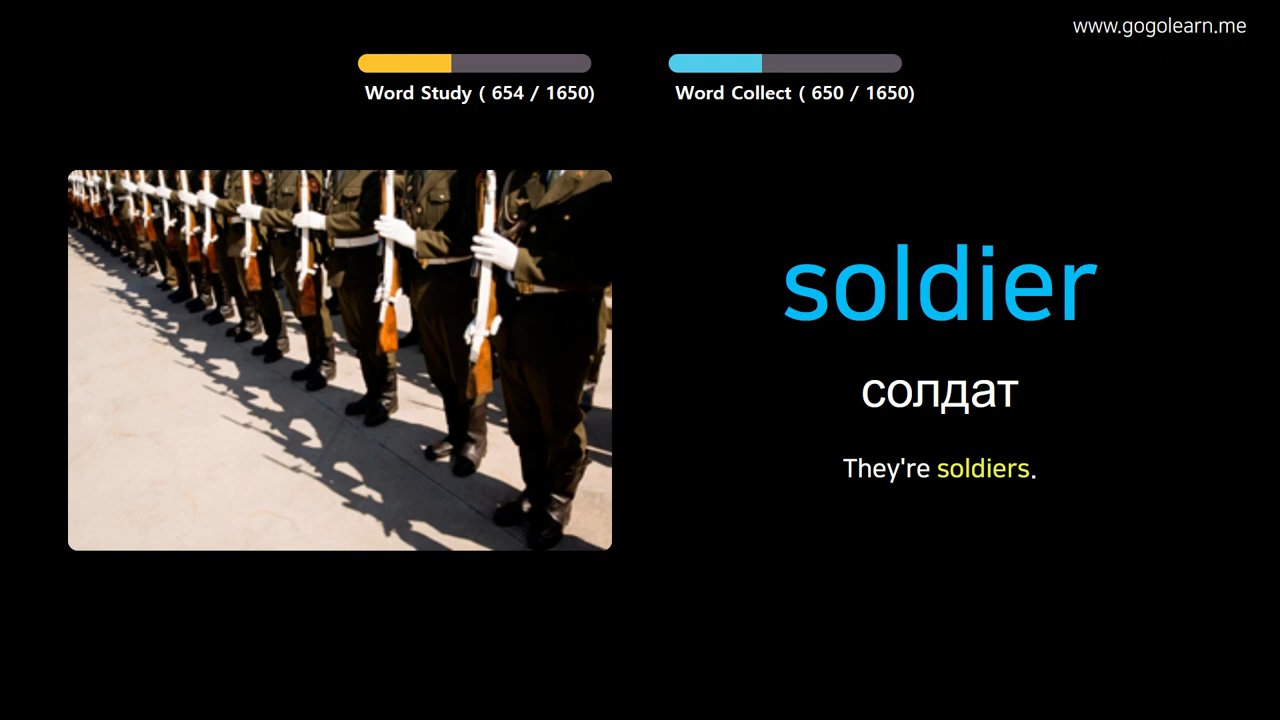 www.gogolearn.me
Word Study ( 654 / 1650)
Word Collect ( 650 / 1650)
soldier
солдат
They're soldiers.